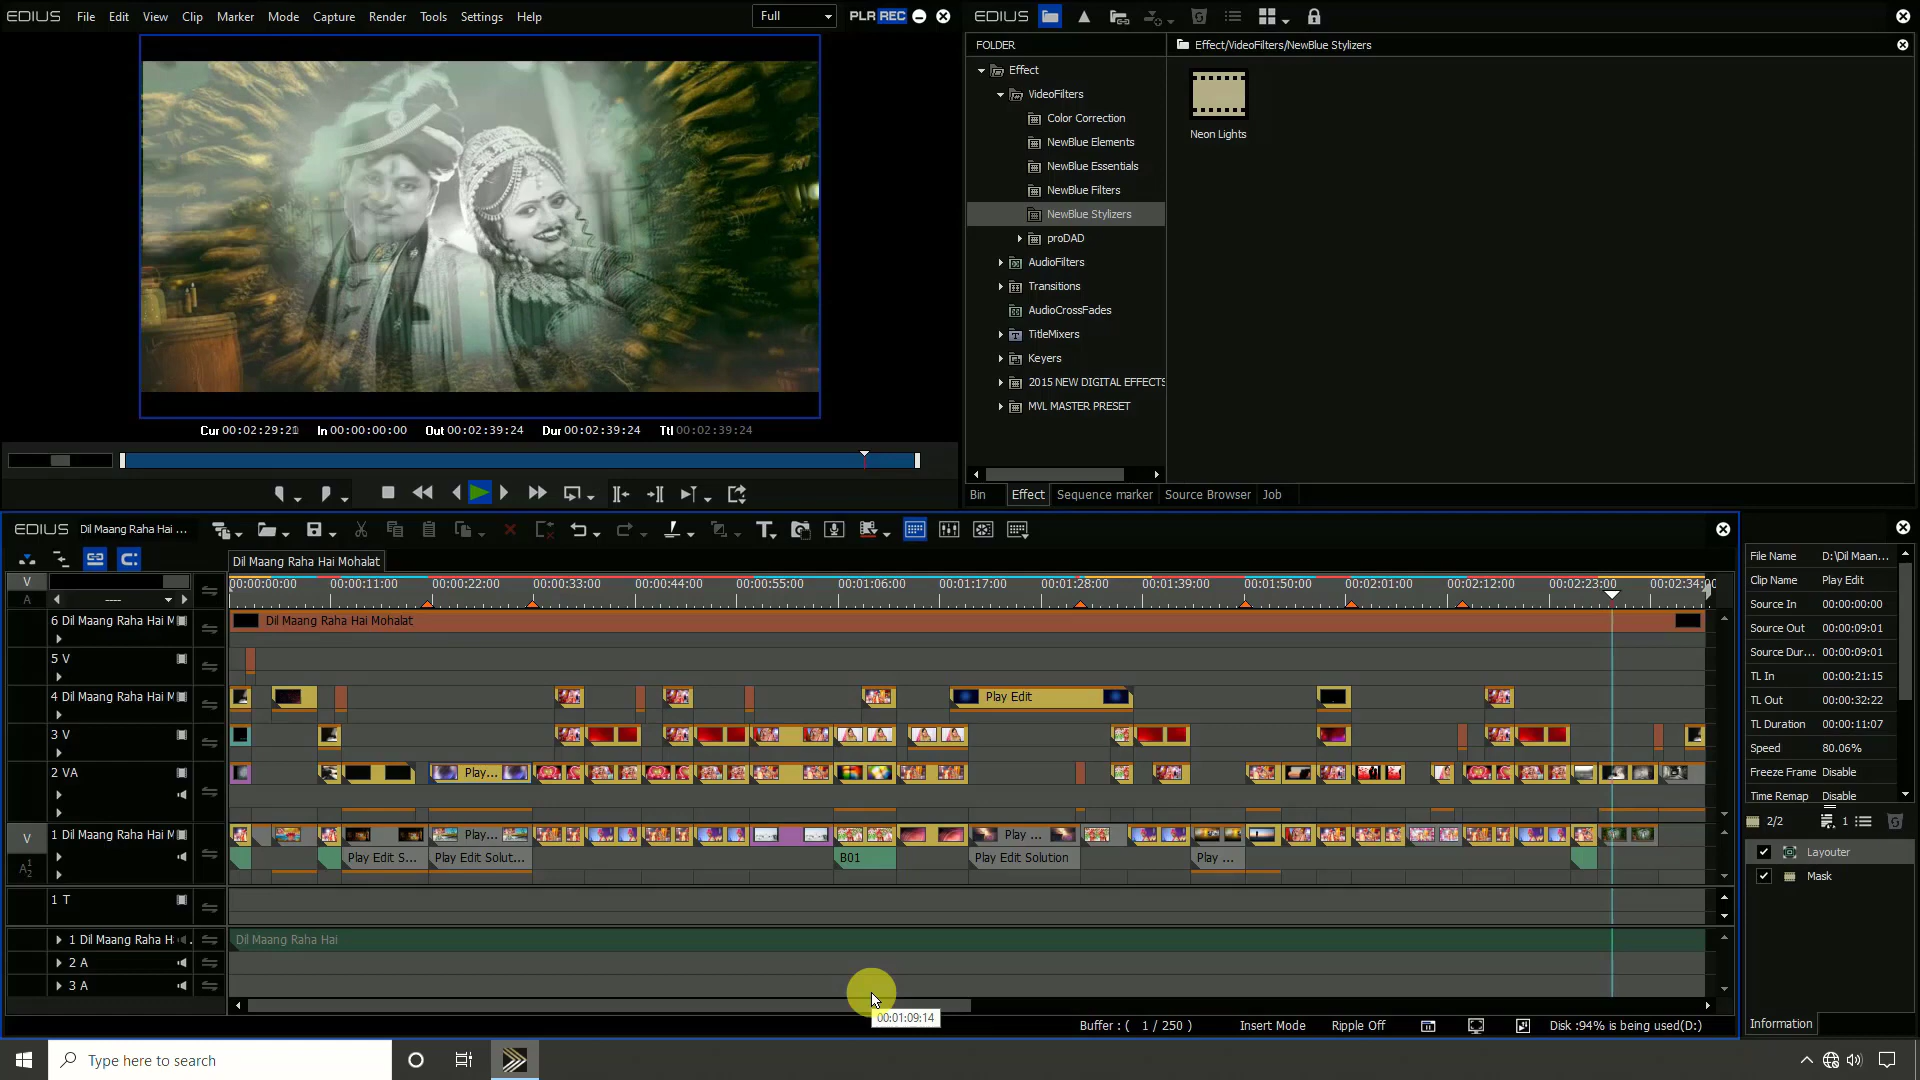 EDIUS File Edit View Clip Marker Mode Capture Render Tools Settings Help
Full
PLR REC
Cur 00:02:29:21 In 00:00:00:00 Out 00:02:39:24 Dur 00:02:39:24 Ttl 00:02:39:24
EDIUS
FOLDER
Effect/VideoFilters/NewBlue Stylizers
Effect
VideoFilters
Color Correction
NewBlue Elements
NewBlue Essentials
NewBlue Filters
NewBlue Stylizers
proDAD
AudioFilters
Transitions
AudioCrossFades
TitleMixers
Keyers
2015 NEW DIGITAL EFFECTS
MVL MASTER PRESET
Neon Lights
Bin Effect Sequence marker Source Browser Job
EDIUS Dil Maang Raha Hai ...
Dil Maang Raha Hai Mohalat
V
A
----
00:00:00:00 00:00:11:00 00:00:22:00 00:00:33:00 00:00:44:00 00:00:55:00 00:01:06:00 00:01:17:00 00:01:28:00 00:01:39:00 00:01:50:00 00:02:01:00 00:02:12:00 00:02:23:00 00:02:34:00
6 Dil Maang Raha Hai M
Dil Maang Raha Hai Mohalat
5 V
4 Dil Maang Raha Hai M
Play Edit
3 V
2 VA
Play...
V
1 Dil Maang Raha Hai M
Play...
Play ...
A12
Play Edit S...
Play Edit Solut...
B01
Play Edit Solution
Play ...
1 T
1 Dil Maang Raha H
Dil Maang Raha Hai
2 A
3 A
00:01:09:14
Buffer : ( 1 / 250 ) Insert Mode Ripple Off Disk :94% is being used(D:)
File Name D:\Dil Maan...
Clip Name Play Edit
Source In 00:00:00:00
Source Out 00:00:09:01
Source Dur... 00:00:09:01
TL In 00:00:21:15
TL Out 00:00:32:22
TL Duration 00:00:11:07
Speed 80.06%
Freeze Frame Disable
Time Remap Disable
2/2 1
Layouter
Mask
Information
Type here to search